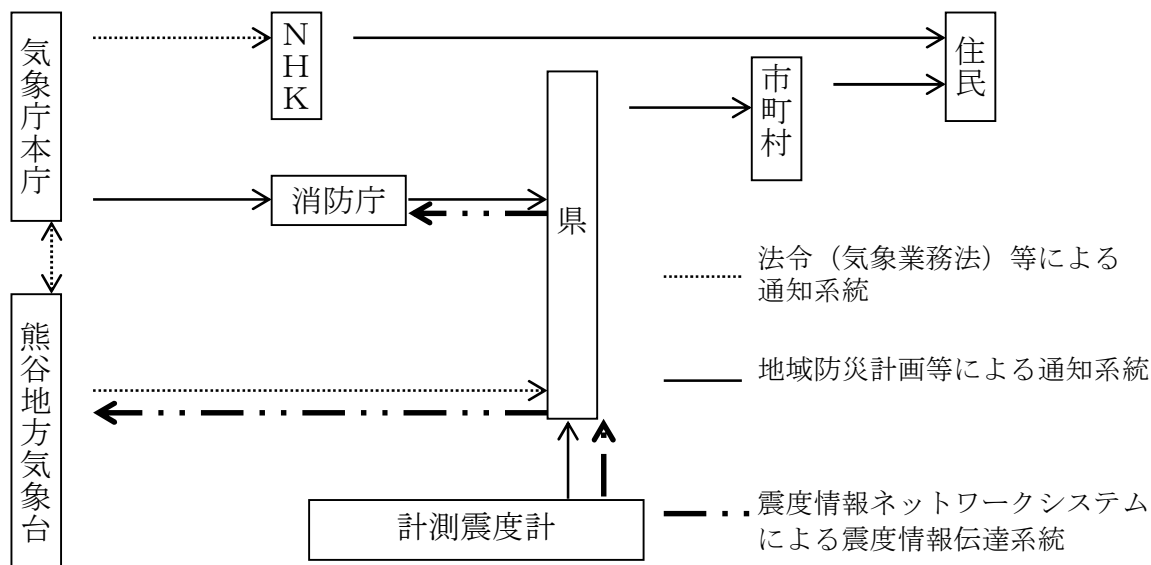 気象庁本庁
NHK
住民
市町村
消防庁
県
熊谷地方気象台
計測震度計
法令（気象業務法）等による
通知系統
地域防災計画等による通知系統
震度情報ネットワークシステム
による震度情報伝達系統